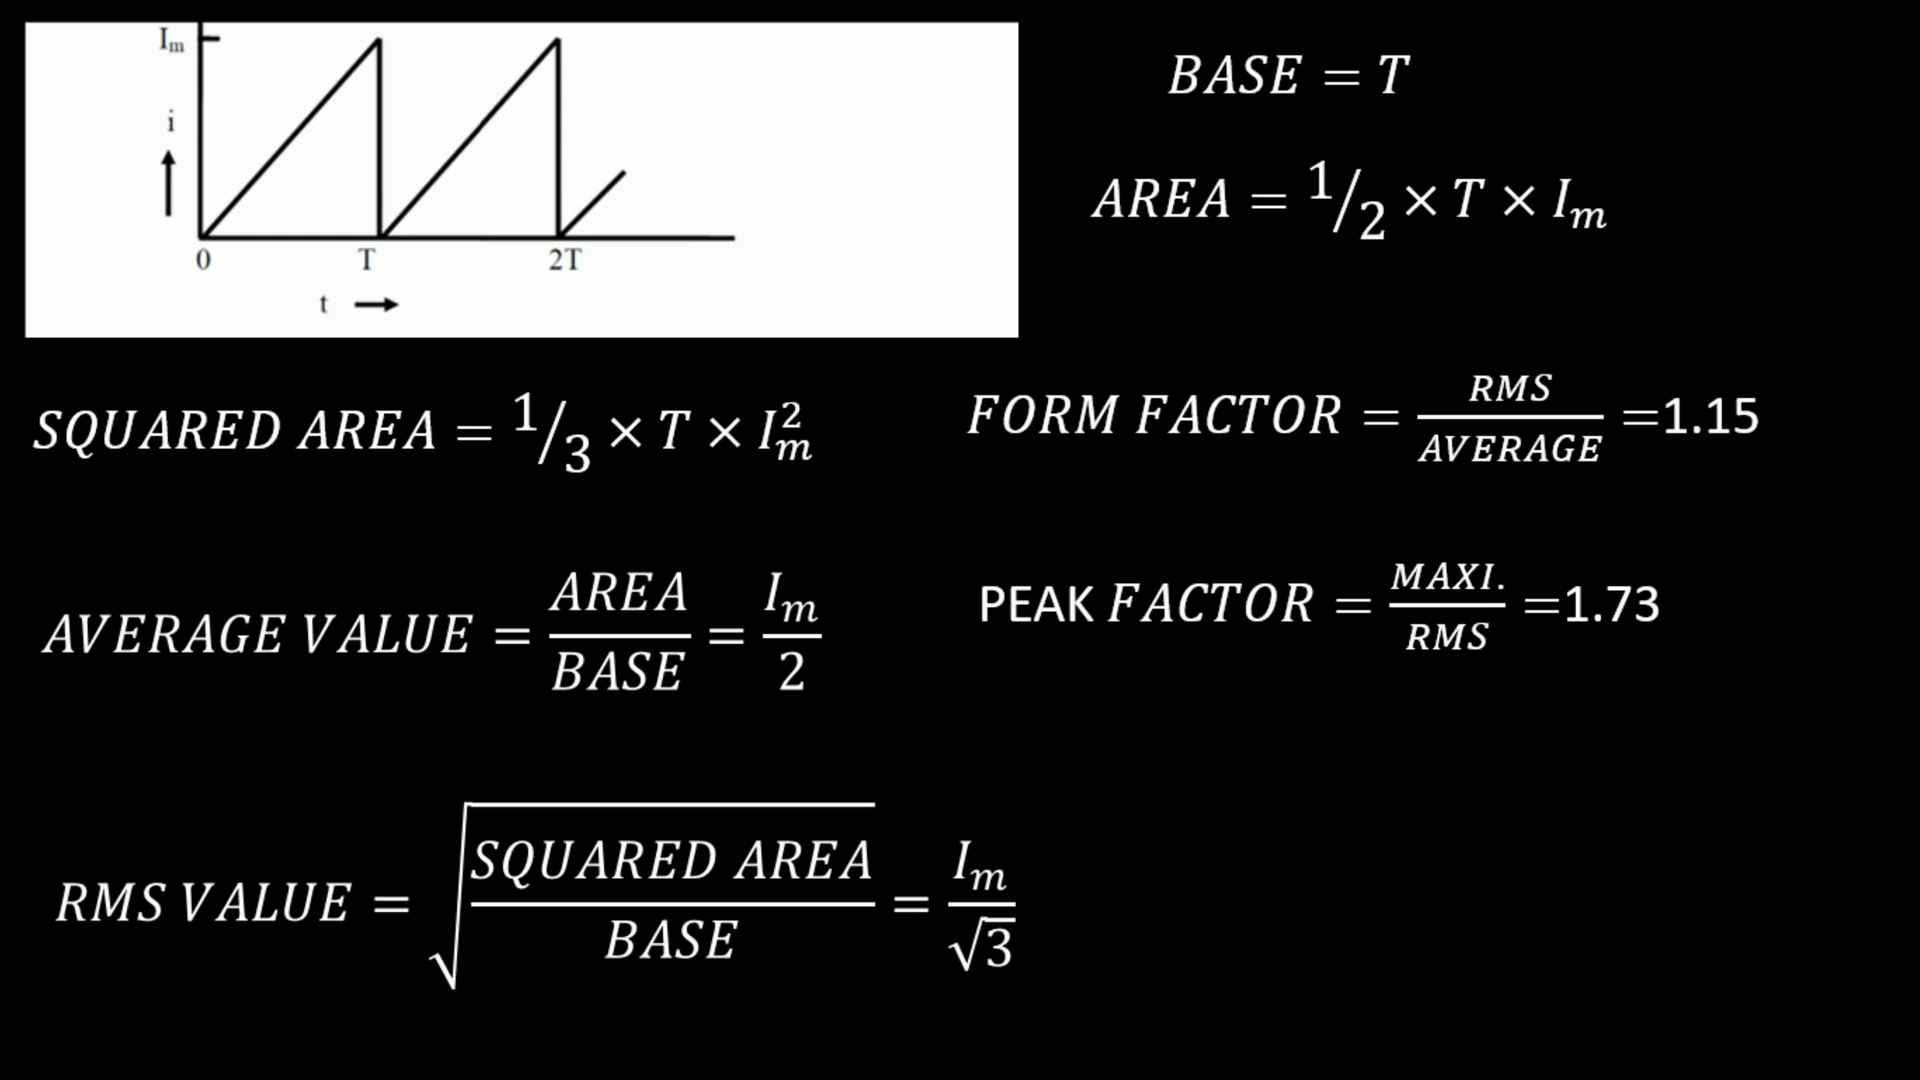 Iₘ
i
0 T 2T
t
BASE = T
AREA = 1/2 × T × Iₘ
SQUARED AREA = 1/3 × T × Iₘ²
AVERAGE VALUE = AREA/BASE = Iₘ/2
RMS VALUE = √(SQUARED AREA/BASE) = Iₘ/√3
FORM FACTOR = RMS/AVERAGE =1.15
PEAK FACTOR = MAXI./RMS =1.73